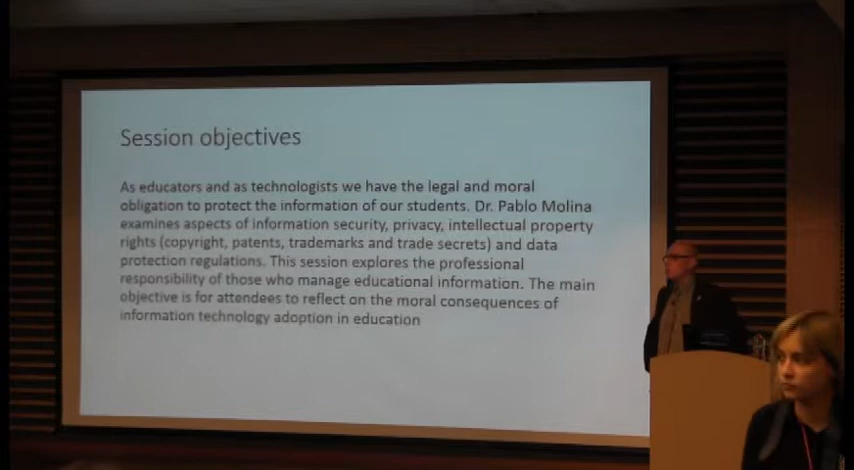 Session objectives
As educators and as technologists we have the legal and moral
obligation to protect the information of our students. Dr. Pablo Molina
examines aspects of information security, privacy, intellectual property
rights (copyright, patents, trademarks and trade secrets) and data
protection regulations. This session explores the professional
responsibility of those who manage educational information. The main
objective is for attendees to reflect on the moral consequences of
information technology adoption in education